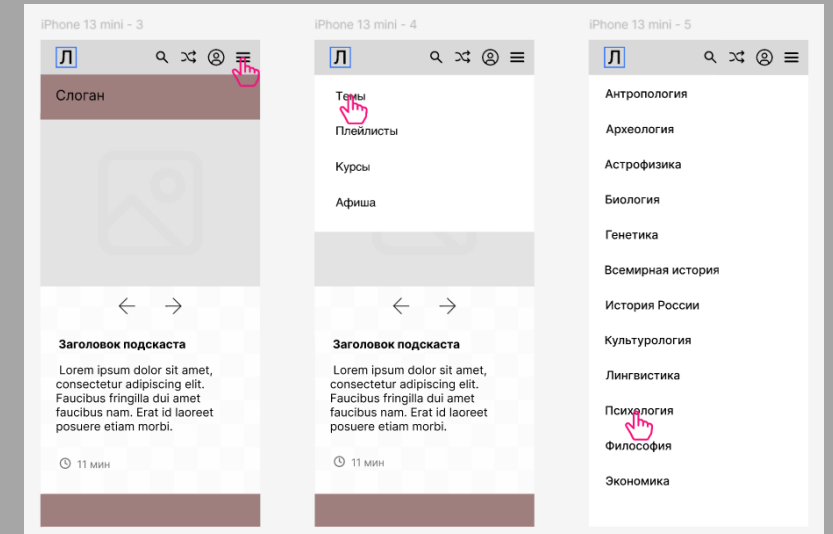 iPhone 13 mini - 3
Л
Слоган
Заголовок подскаста
Lorem ipsum dolor sit amet,
consectetur adipiscing elit.
Faucibus fringilla dui amet
faucibus nam. Erat id laoreet
posuere etiam morbi.
11 мин
iPhone 13 mini - 4
Л
Темы
Плейлисты
Курсы
Афиша
Заголовок подскаста
Lorem ipsum dolor sit amet,
consectetur adipiscing elit.
Faucibus fringilla dui amet
faucibus nam. Erat id laoreet
posuere etiam morbi.
11 мин
iPhone 13 mini - 5
Л
Антропология
Археология
Астрофизика
Биология
Генетика
Всемирная история
История России
Культурология
Лингвистика
Психология
Философия
Экономика